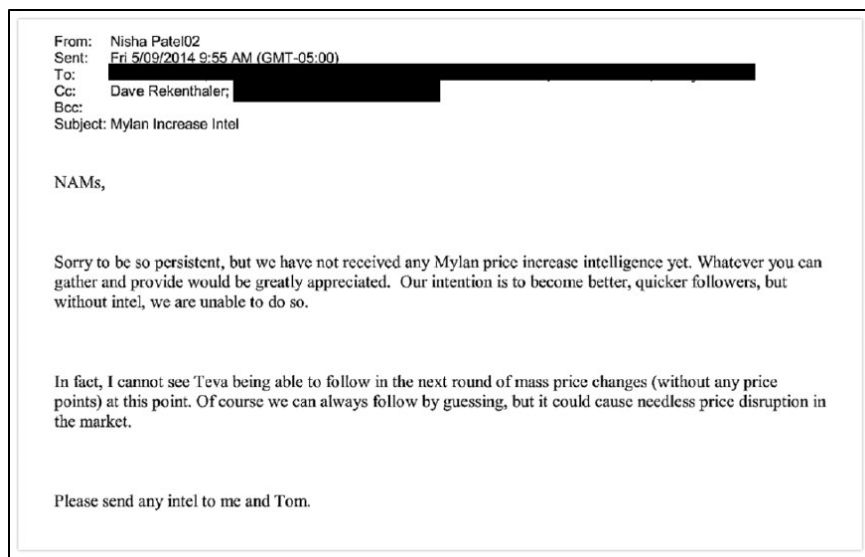 From: Nisha Patel02
Sent: Fri 5/09/2014 9:55 AM (GMT-05:00)
To:
Cc: Dave Rekenthaler;
Bcc:
Subject: Mylan Increase Intel
NAMs,
Sorry to be so persistent, but we have not received any Mylan price increase intelligence yet. Whatever you can
gather and provide would be greatly appreciated. Our intention is to become better, quicker followers, but
without intel, we are unable to do so.
In fact, I cannot see Teva being able to follow in the next round of mass price changes (without any price
points) at this point. Of course we can always follow by guessing, but it could cause needless price disruption in
the market.
Please send any intel to me and Tom.